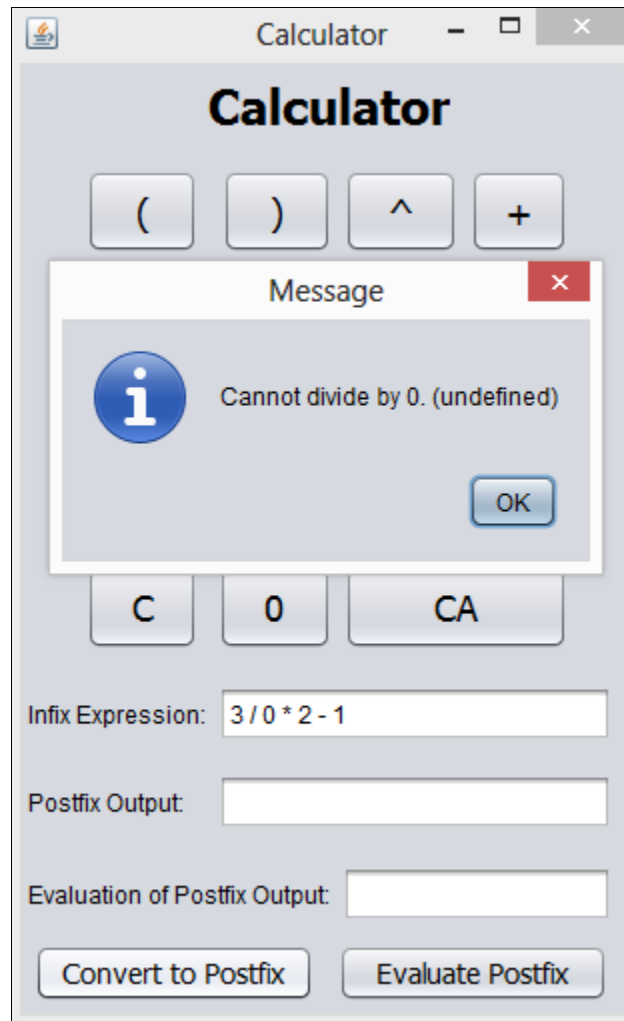 Calculator
Calculator
( ) ^ +
Message
Cannot divide by 0. (undefined)
OK
C 0 CA
Infix Expression: 3 / 0 * 2 - 1
Postfix Output:
Evaluation of Postfix Output:
Convert to Postfix Evaluate Postfix